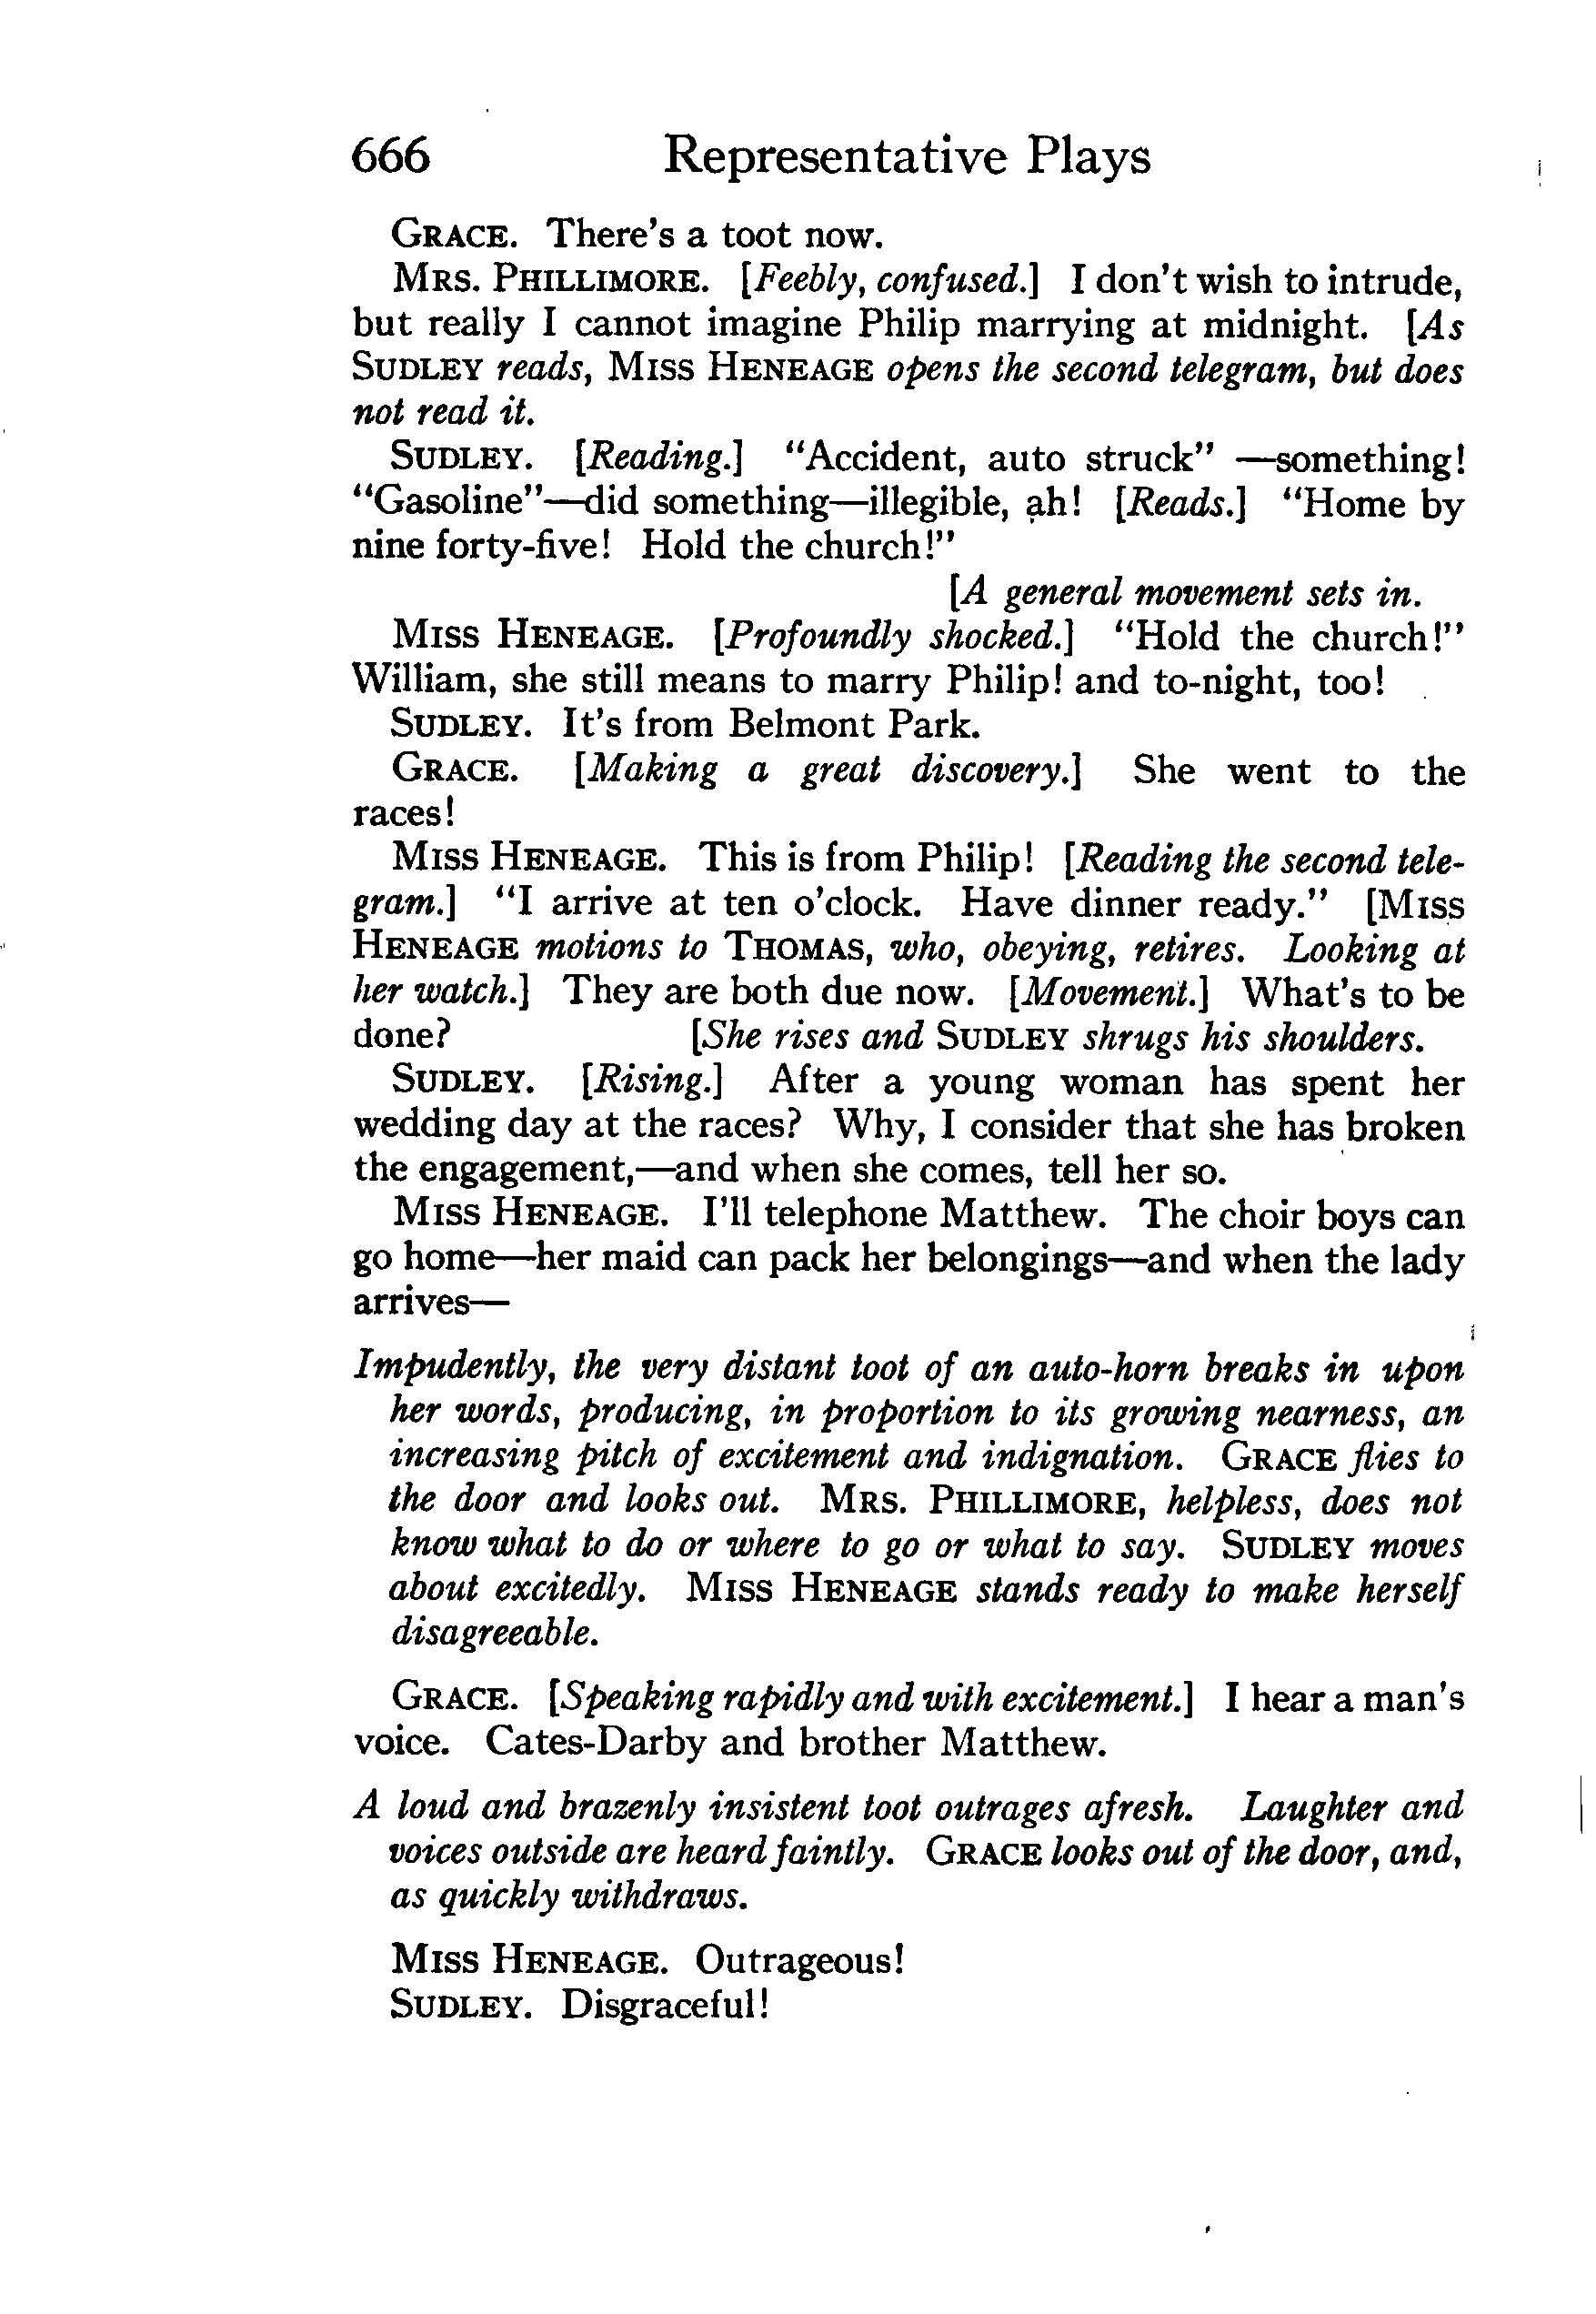 666 Representative Plays
GRACE. There's a toot now.
MRS. PHILLIMORE. [Feebly, confused.] I don't wish to intrude,
but really I cannot imagine Philip marrying at midnight. [As
SUDLEY reads, MISS HENEAGE opens the second telegram, but does
not read it.
SUDLEY. [Reading.] "Accident, auto struck" —something!
"Gasoline"—did something—illegible, ah! [Reads.] "Home by
nine forty-five! Hold the church!"
[A general movement sets in.
MISS HENEAGE. [Profoundly shocked.] "Hold the church!"
William, she still means to marry Philip! and to-night, too!
SUDLEY. It's from Belmont Park.
GRACE. [Making a great discovery.] She went to the
races!
MISS HENEAGE. This is from Philip! [Reading the second tele-
gram.] "I arrive at ten o'clock. Have dinner ready." [MISS
HENEAGE motions to THOMAS, who, obeying, retires. Looking at
her watch.] They are both due now. [Movement.] What's to be
done? [She rises and SUDLEY shrugs his shoulders.
SUDLEY. [Rising.] After a young woman has spent her
wedding day at the races? Why, I consider that she has broken
the engagement,—and when she comes, tell her so.
MISS HENEAGE. I'll telephone Matthew. The choir boys can
go home—her maid can pack her belongings—and when the lady
arrives—
Impudently, the very distant toot of an auto-horn breaks in upon
her words, producing, in proportion to its growing nearness, an
increasing pitch of excitement and indignation. GRACE flies to
the door and looks out. MRS. PHILLIMORE, helpless, does not
know what to do or where to go or what to say. SUDLEY moves
about excitedly. MISS HENEAGE stands ready to make herself
disagreeable.
GRACE. [Speaking rapidly and with excitement.] I hear a man's
voice. Cates-Darby and brother Matthew.
A loud and brazenly insistent toot outrages afresh. Laughter and
voices outside are heard faintly. GRACE looks out of the door, and,
as quickly withdraws.
MISS HENEAGE. Outrageous!
SUDLEY. Disgraceful!